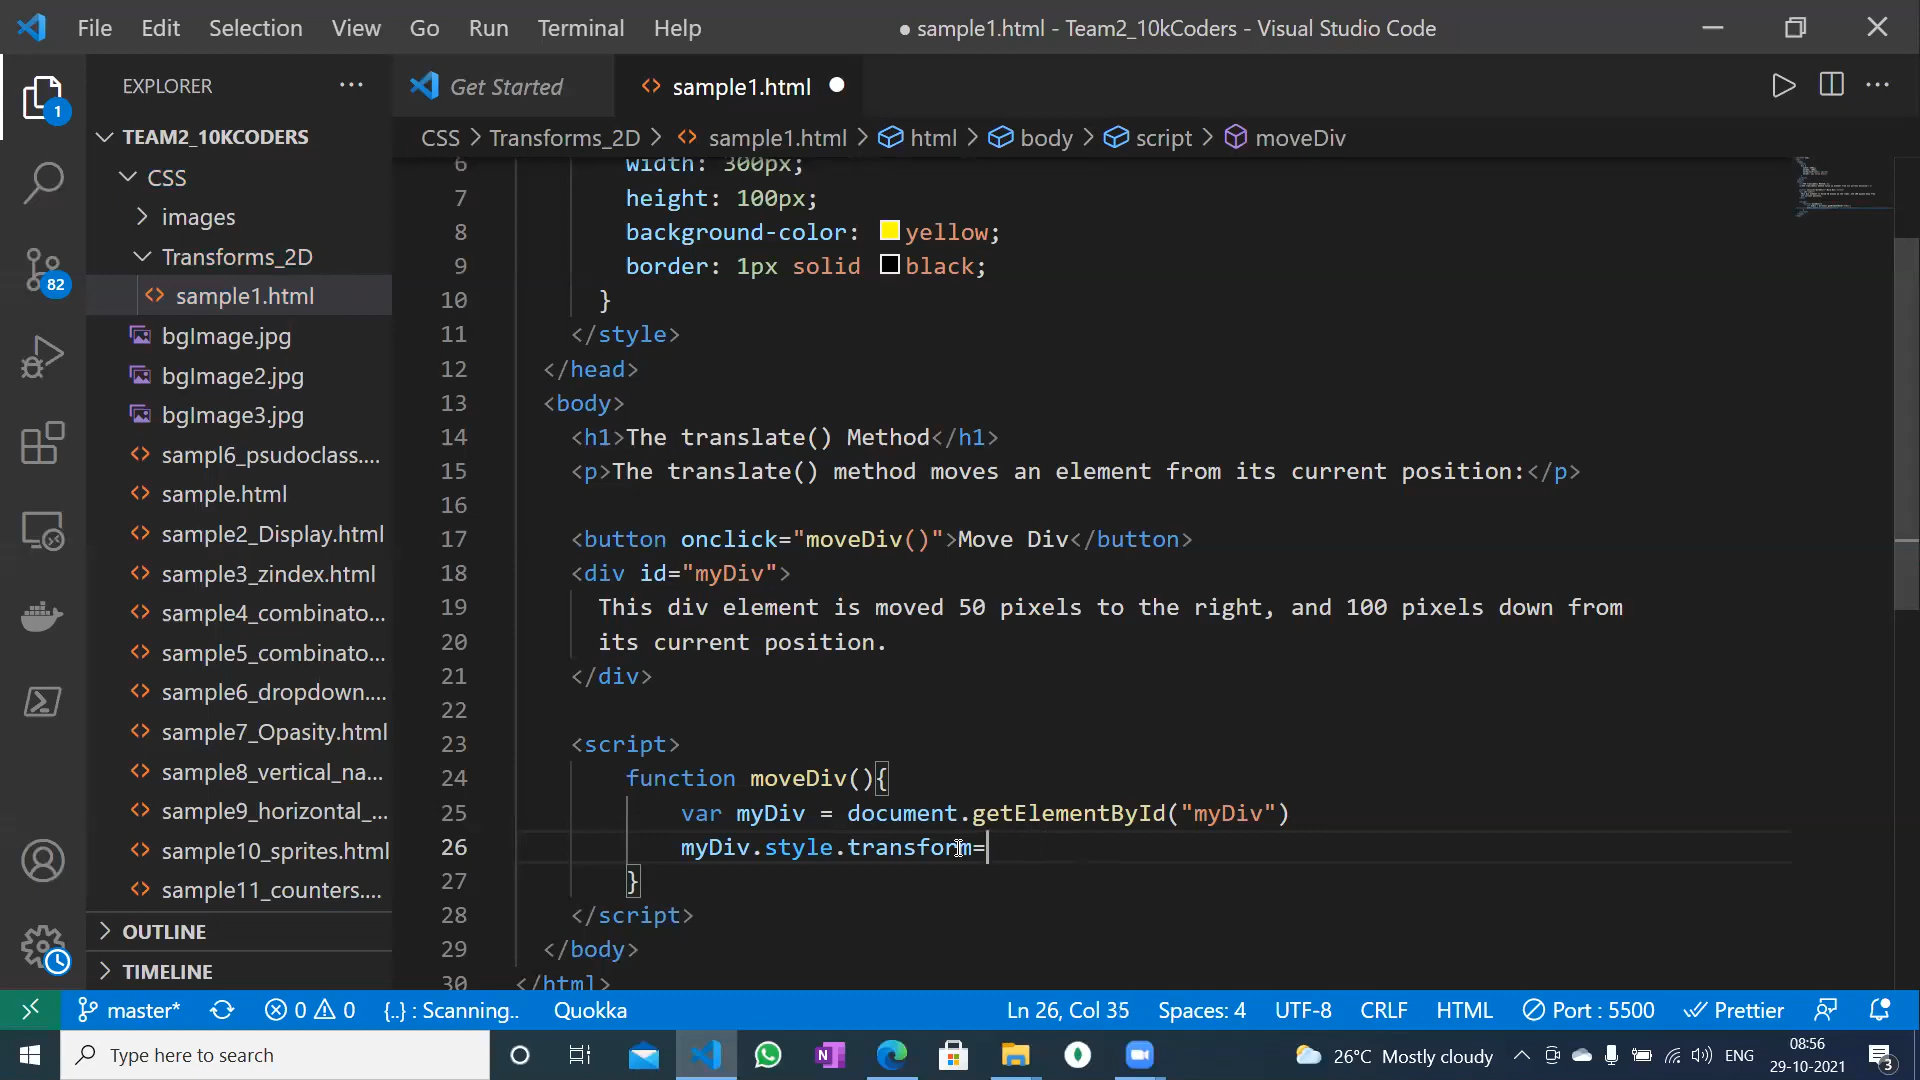 File Edit Selection View Go Run Terminal Help
● sample1.html - Team2_10kCoders - Visual Studio Code
EXPLORER
Get Started
sample1.html
1
TEAM2_10KCODERS
CSS > Transforms_2D > sample1.html > html > body > script > moveDiv
CSS
images
Transforms_2D
sample1.html
bgImage.jpg
bgImage2.jpg
bgImage3.jpg
sampl6_psudoclass....
sample.html
sample2_Display.html
sample3_zindex.html
sample4_combinato...
sample5_combinato...
sample6_dropdown....
sample7_Opasity.html
sample8_vertical_na...
sample9_horizontal_...
sample10_sprites.html
sample11_counters....
OUTLINE
TIMELINE
82
6 width: 300px;
7 height: 100px;
8 background-color: yellow;
9 border: 1px solid black;
10 }
11 </style>
12 </head>
13 <body>
14 <h1>The translate() Method</h1>
15 <p>The translate() method moves an element from its current position:</p>
16
17 <button onclick="moveDiv()">Move Div</button>
18 <div id="myDiv">
19 This div element is moved 50 pixels to the right, and 100 pixels down from
20 its current position.
21 </div>
22
23 <script>
24 function moveDiv(){
25 var myDiv = document.getElementById("myDiv")
26 myDiv.style.transform=
27 }
28 </script>
29 </body>
30 </html>
master* 0 0 {..} : Scanning.. Quokka Ln 26, Col 35 Spaces: 4 UTF-8 CRLF HTML Port : 5500 Prettier
Type here to search
26°C Mostly cloudy
ENG
08:56
29-10-2021
3